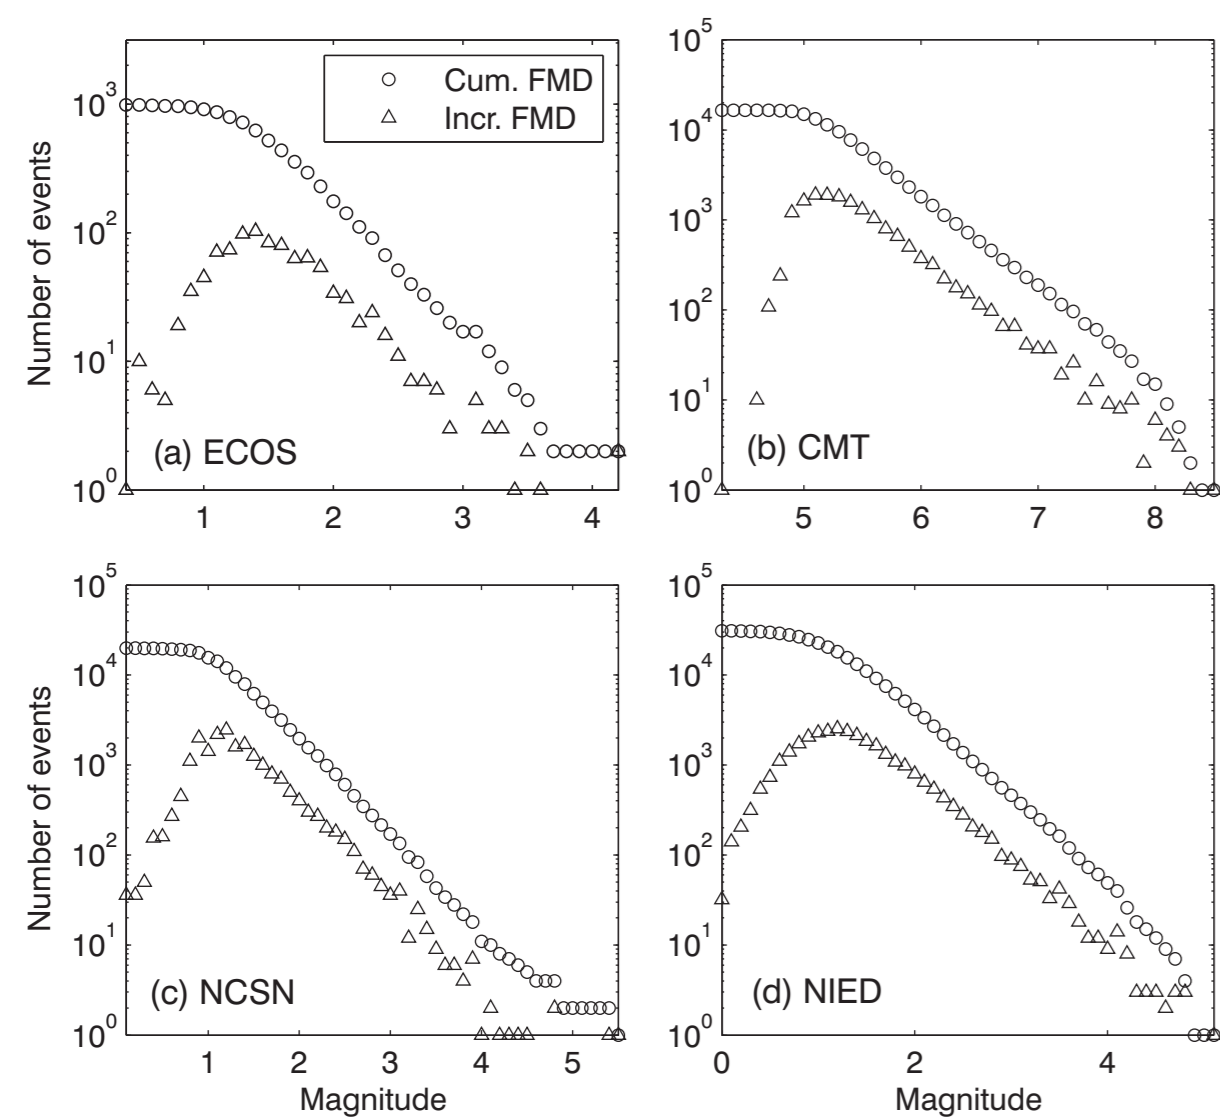 Cum. FMD
Incr. FMD
Number of events
10^3
10^2
10^1
10^0
(a) ECOS
1 2 3 4
10^5
10^4
10^3
10^2
10^1
10^0
(b) CMT
5 6 7 8
Number of events
10^5
10^4
10^3
10^2
10^1
10^0
(c) NCSN
1 2 3 4 5
Magnitude
10^5
10^4
10^3
10^2
10^1
10^0
(d) NIED
0 2 4
Magnitude